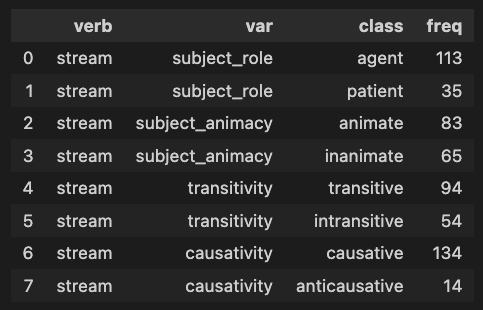 verb var class freq
0 stream subject_role agent 113
1 stream subject_role patient 35
2 stream subject_animacy animate 83
3 stream subject_animacy inanimate 65
4 stream transitivity transitive 94
5 stream transitivity intransitive 54
6 stream causativity causative 134
7 stream causativity anticausative 14